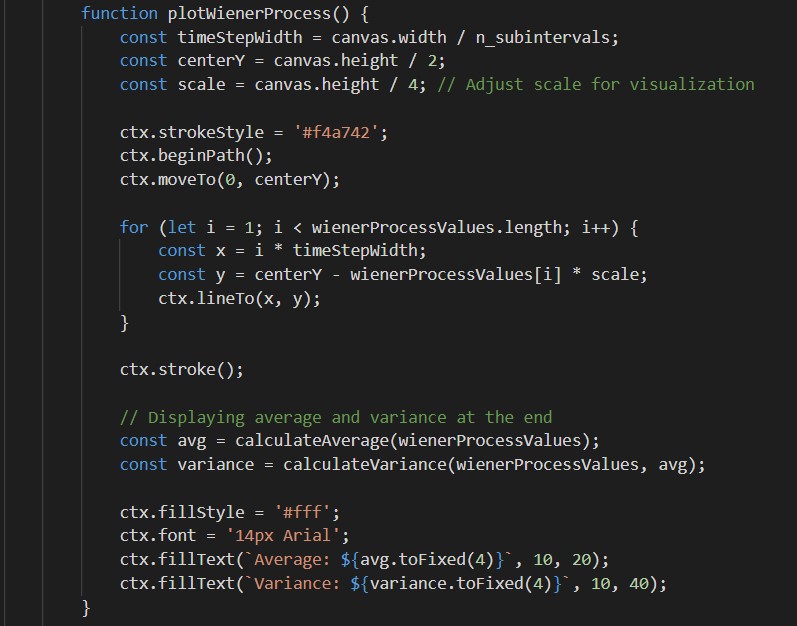 function plotWienerProcess() {
    const timeStepWidth = canvas.width / n_subintervals;
    const centerY = canvas.height / 2;
    const scale = canvas.height / 4; // Adjust scale for visualization

    ctx.strokeStyle = '#f4a742';
    ctx.beginPath();
    ctx.moveTo(0, centerY);

    for (let i = 1; i < wienerProcessValues.length; i++) {
        const x = i * timeStepWidth;
        const y = centerY - wienerProcessValues[i] * scale;
        ctx.lineTo(x, y);
    }

    ctx.stroke();

    // Displaying average and variance at the end
    const avg = calculateAverage(wienerProcessValues);
    const variance = calculateVariance(wienerProcessValues, avg);

    ctx.fillStyle = '#fff';
    ctx.font = '14px Arial';
    ctx.fillText(`Average: ${avg.toFixed(4)}`, 10, 20);
    ctx.fillText(`Variance: ${variance.toFixed(4)}`, 10, 40);
}